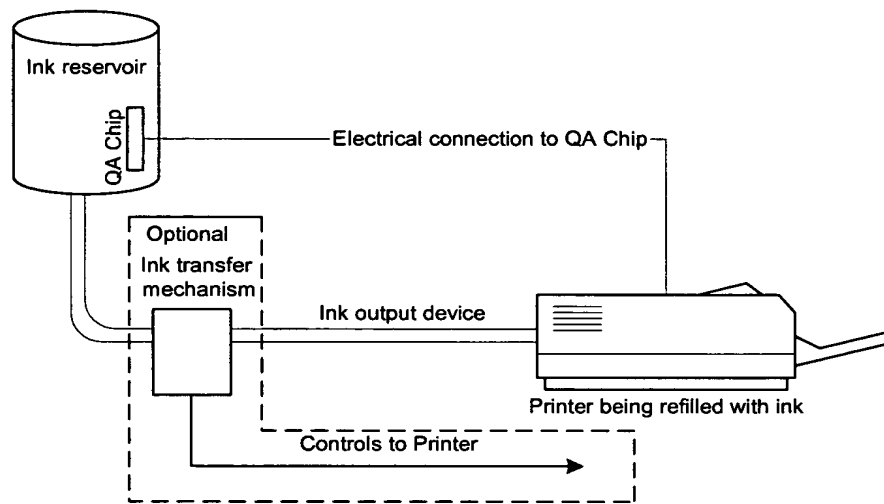 Ink reservoir
QA Chip
Electrical connection to QA Chip
Optional
Ink transfer
mechanism
Ink output device
Printer being refilled with ink
Controls to Printer